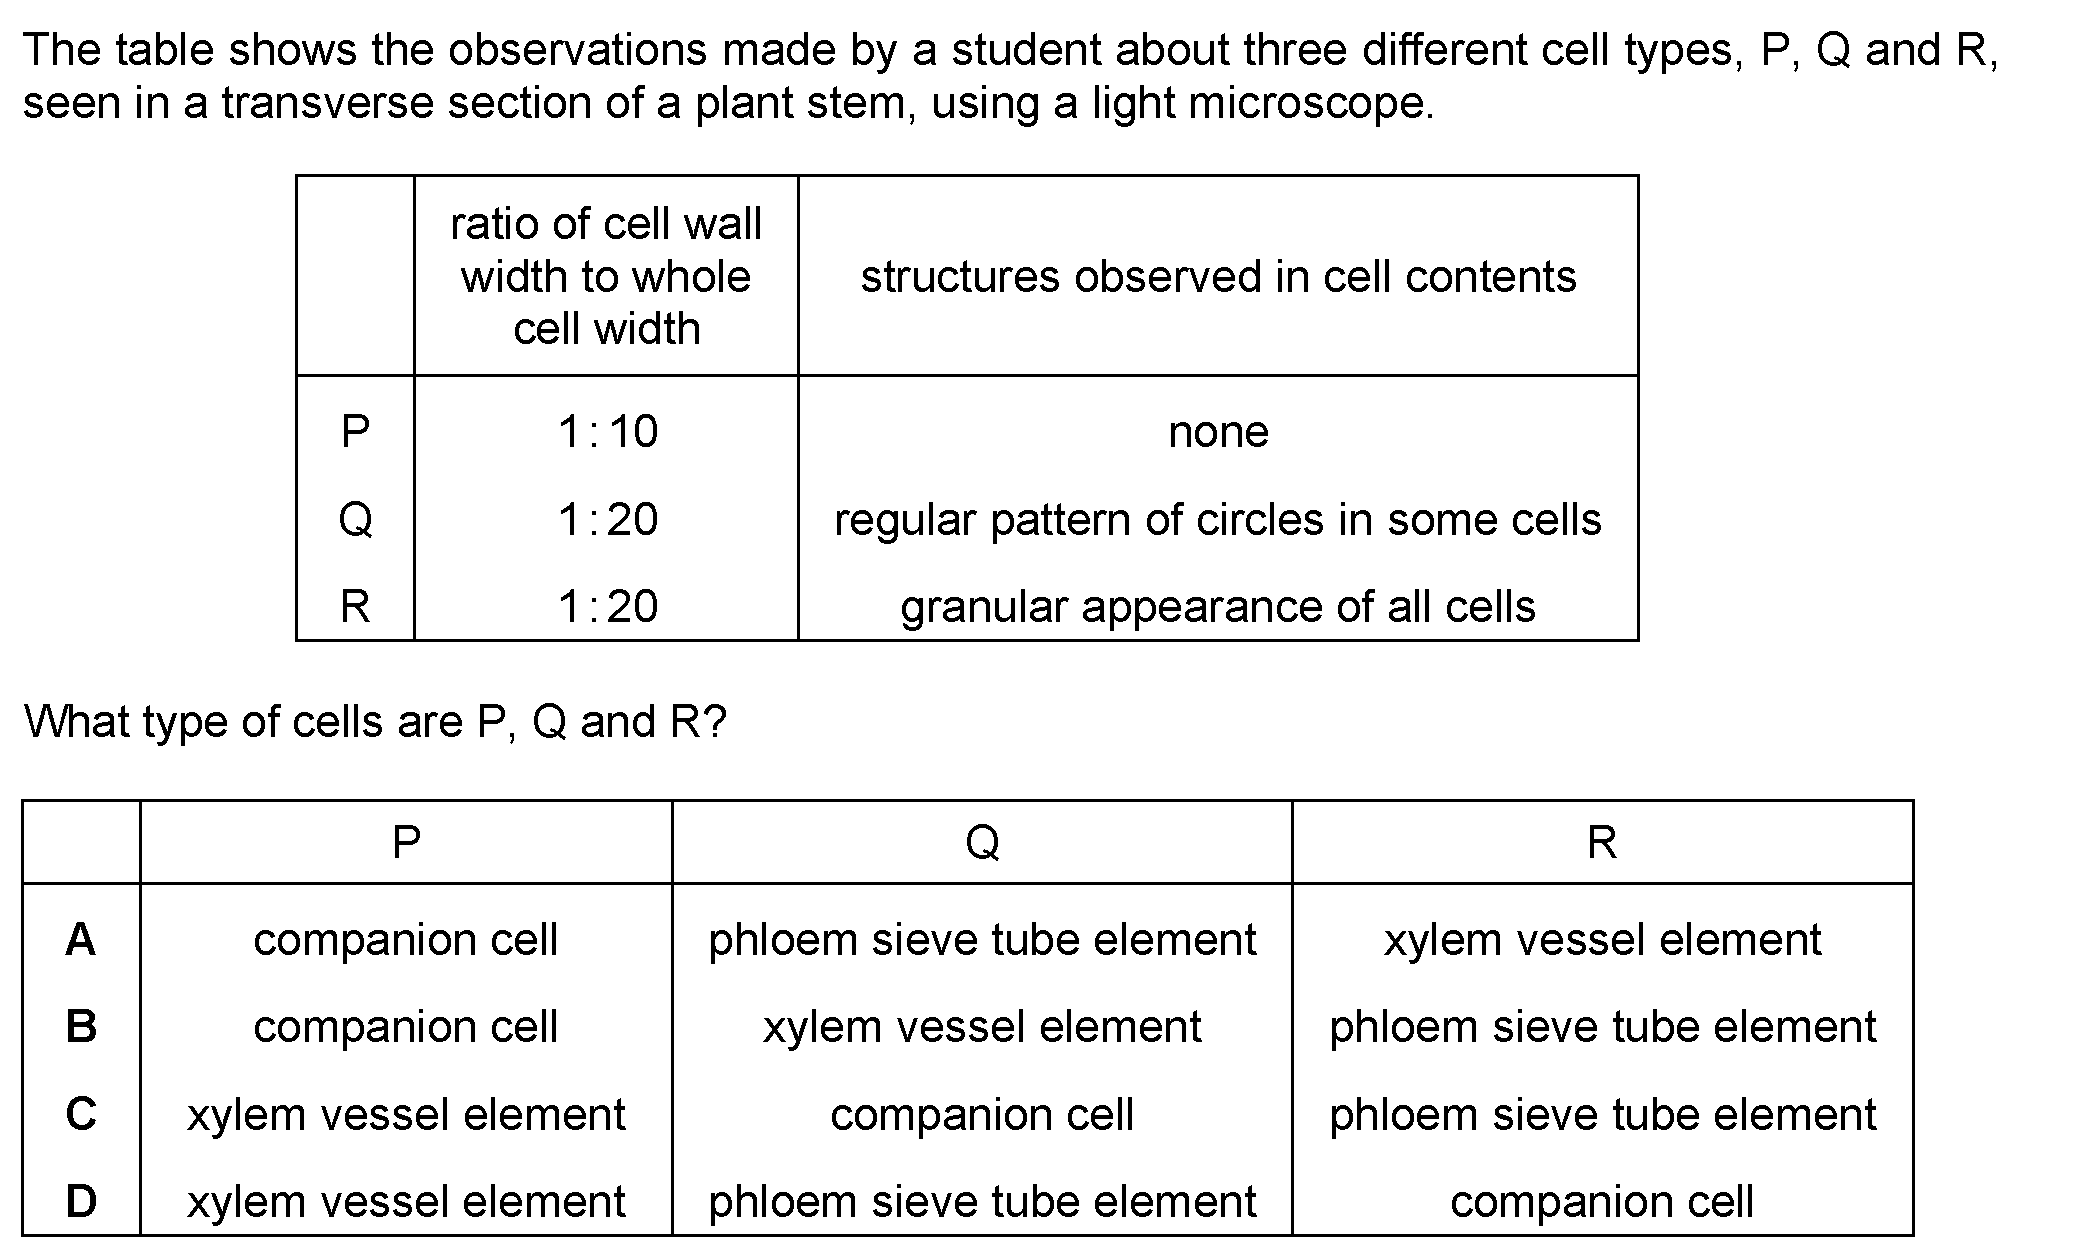 The table shows the observations made by a student about three different cell types, P, Q and R,
seen in a transverse section of a plant stem, using a light microscope.
ratio of cell wall
width to whole
cell width
structures observed in cell contents
P 1 : 10 none
Q 1 : 20 regular pattern of circles in some cells
R 1 : 20 granular appearance of all cells
What type of cells are P, Q and R?
P Q R
A companion cell phloem sieve tube element xylem vessel element
B companion cell xylem vessel element phloem sieve tube element
C xylem vessel element companion cell phloem sieve tube element
D xylem vessel element phloem sieve tube element companion cell